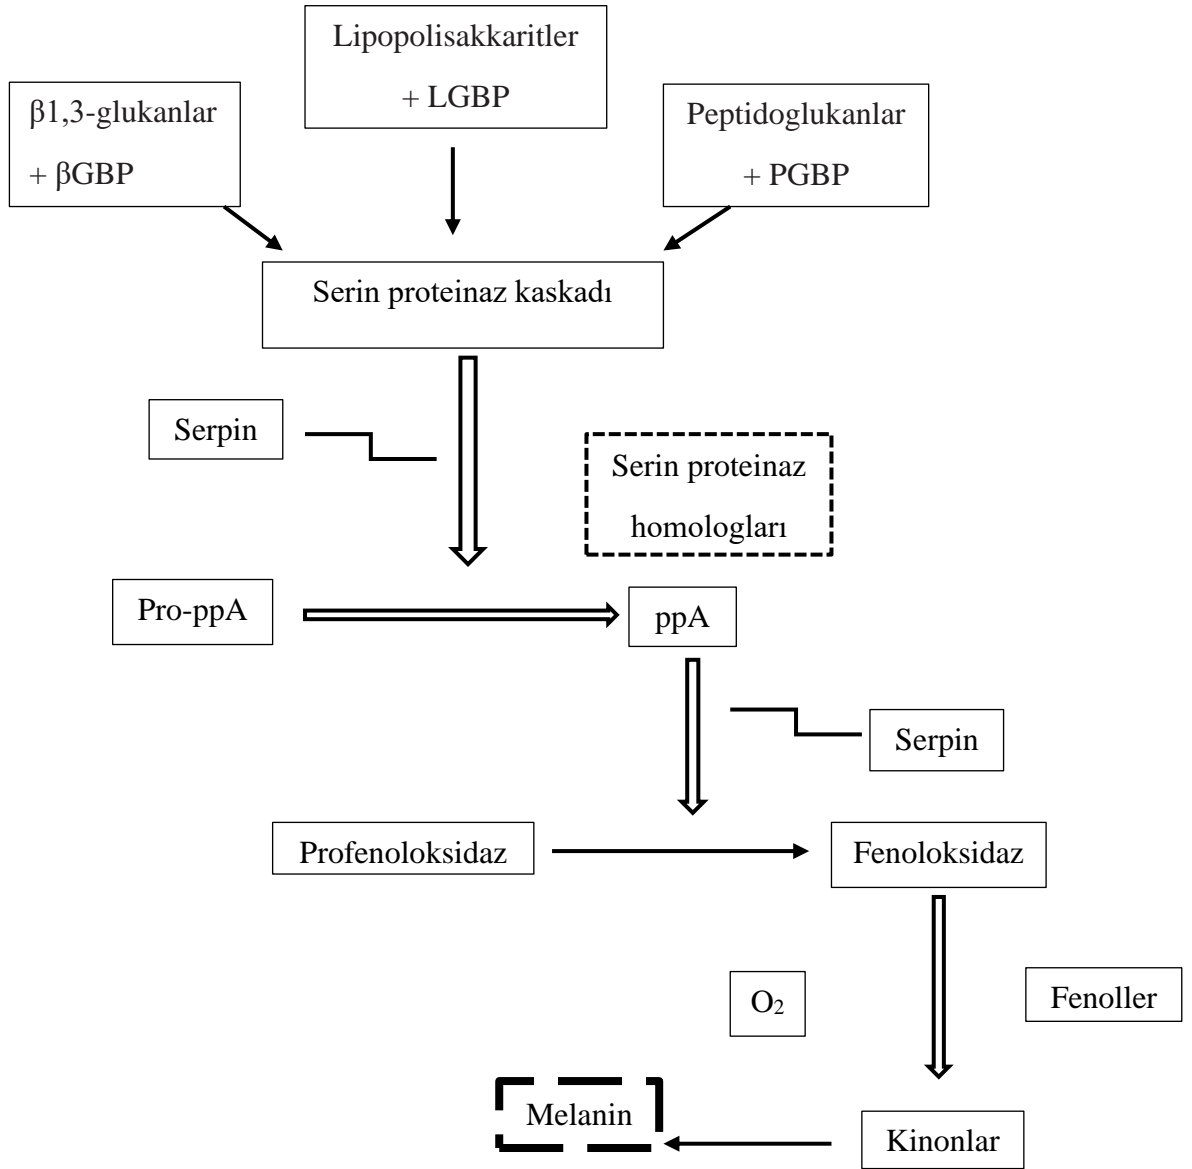 Lipopolisakkaritler
+ LGBP
β1,3-glukanlar
+ βGBP
Peptidoglukanlar
+ PGBP
Serin proteinaz kaskadı
Serpin
Serin proteinaz
homologları
Pro-ppA
ppA
Serpin
Profenoloksidaz
Fenoloksidaz
O₂
Fenoller
Melanin
Kinonlar